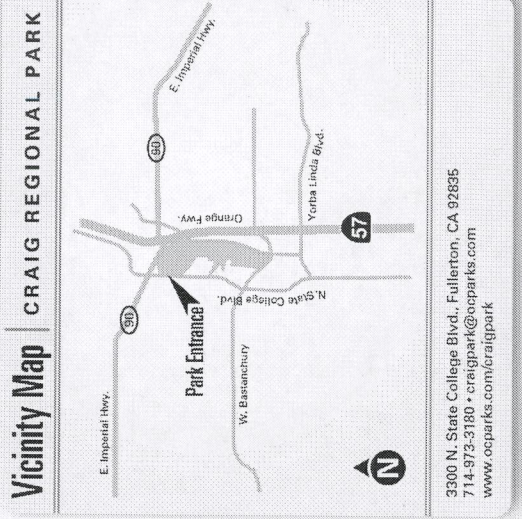 Vicinity Map | CRAIG REGIONAL PARK
E. Imperial Hwy.
90
90
E. Imperial Hwy.
Orange Fwy.
Park Entrance
N. State College Blvd.
W. Bastanchury
Yorba Linda Blvd.
57
N
3300 N. State College Blvd., Fullerton, CA 92835
714-973-3180 • craigpark@ocparks.com
www.ocparks.com/craigpark